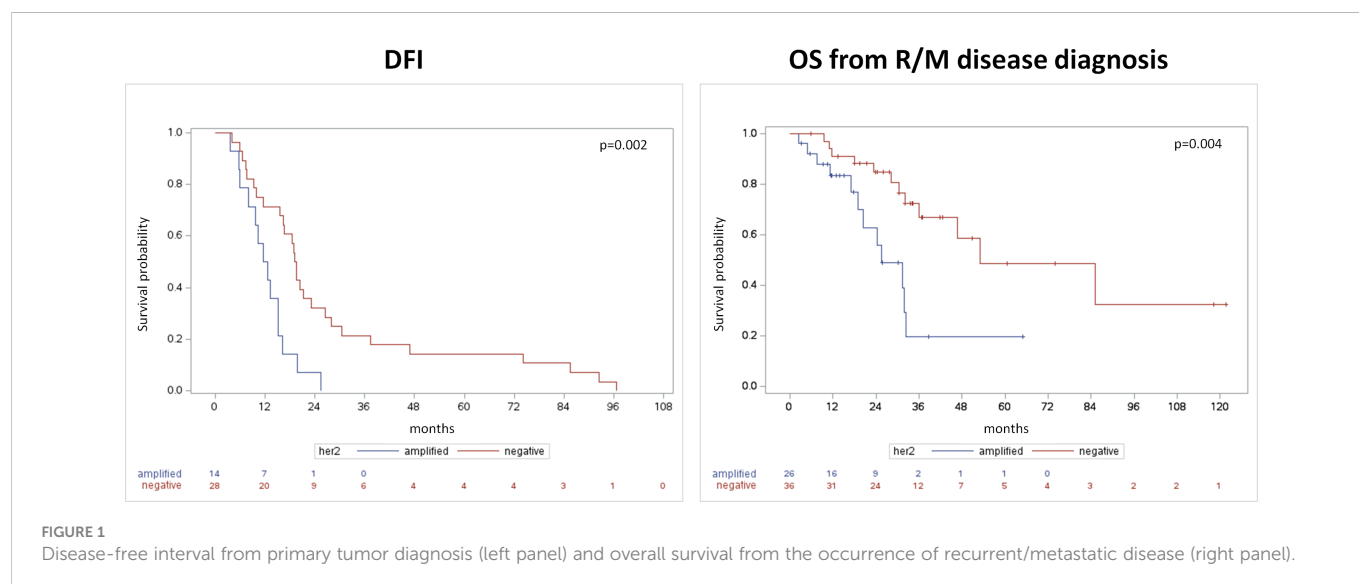 DFI
OS from R/M disease diagnosis
p=0.002
Survival probability
1.0
0.8
0.6
0.4
0.2
0.0
0 12 24 36 48 60 72 84 96 108
months
her2 amplified negative
amplified 14 7 1 0
negative 28 20 9 6 4 4 4 3 1 0
p=0.004
Survival probability
1.0
0.8
0.6
0.4
0.2
0.0
0 12 24 36 48 60 72 84 96 108 120
months
her2 amplified negative
amplified 26 16 9 2 1 1 0
negative 36 31 24 12 7 5 4 3 2 2 1
FIGURE 1
Disease-free interval from primary tumor diagnosis (left panel) and overall survival from the occurrence of recurrent/metastatic disease (right panel).